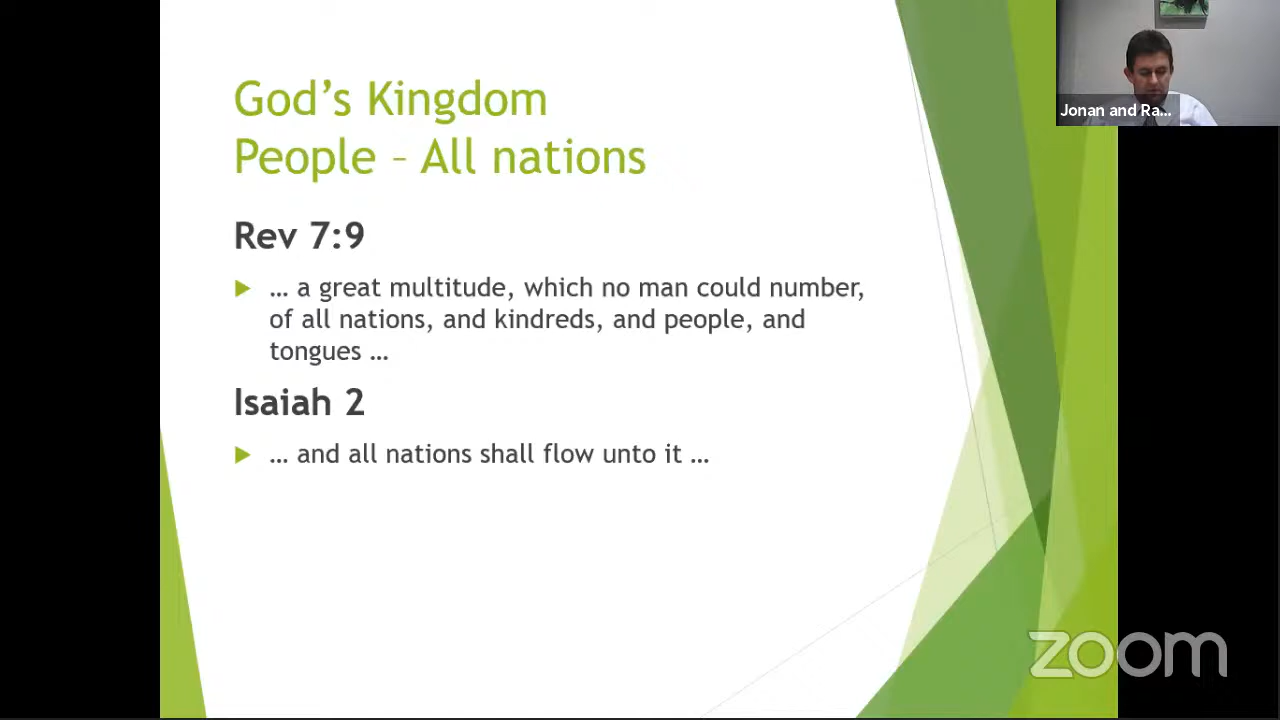 God's Kingdom
People – All nations
Rev 7:9
… a great multitude, which no man could number,
of all nations, and kindreds, and people, and
tongues …
Isaiah 2
… and all nations shall flow unto it …
Jonan and Ra...
zoom